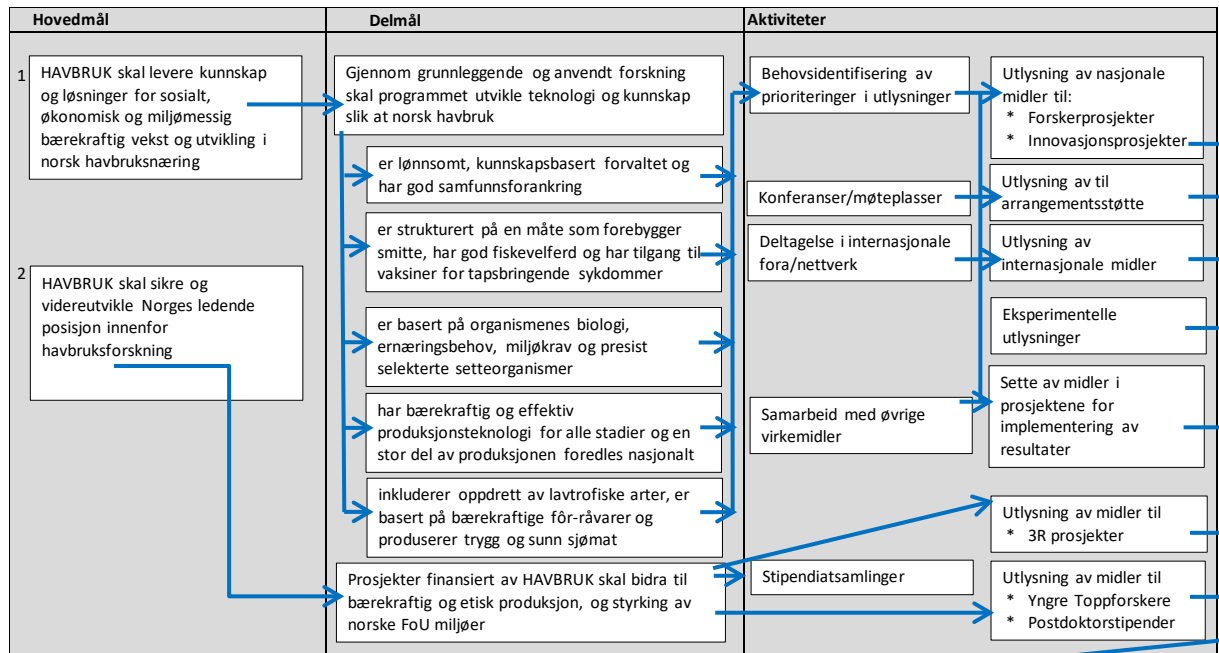 Hovedmål
Delmål
Aktiviteter
1
HAVBRUK skal levere kunnskap
og løsninger for sosialt,
økonomisk og miljømessig
bærekraftig vekst og utvikling i
norsk havbruksnæring
2
HAVBRUK skal sikre og
videreutvikle Norges ledende
posisjon innenfor
havbruksforskning
Gjennom grunnleggende og anvendt forskning
skal programmet utvikle teknologi og kunnskap
slik at norsk havbruk
er lønnsomt, kunnskapsbasert forvaltet og
har god samfunnsforankring
er strukturert på en måte som forebygger
smitte, har god fiskevelferd og har tilgang til
vaksiner for tapsbringende sykdommer
er basert på organismenes biologi,
ernæringsbehov, miljøkrav og presist
selekterte setteorganismer
har bærekraftig og effektiv
produksjonsteknologi for alle stadier og en
stor del av produksjonen foredles nasjonalt
inkluderer oppdrett av lavtrofiske arter, er
basert på bærekraftige fôr-råvarer og
produserer trygg og sunn sjømat
Prosjekter finansiert av HAVBRUK skal bidra til
bærekraftig og etisk produksjon, og styrking av
norske FoU miljøer
Behovsidentifisering av
prioriteringer i utlysninger
Konferanser/møteplasser
Deltagelse i internasjonale
fora/nettverk
Samarbeid med øvrige
virkemidler
Stipendiatsamlinger
Utlysning av nasjonale
midler til:
* Forskerprosjekter
* Innovasjonsprosjekter
Utlysning av til
arrangementsstøtte
Utlysning av
internasjonale midler
Eksperimentelle
utlysninger
Sette av midler i
prosjektene for
implementering av
resultater
Utlysning av midler til
* 3R prosjekter
Utlysning av midler til
* Yngre Toppforskere
* Postdoktorstipender